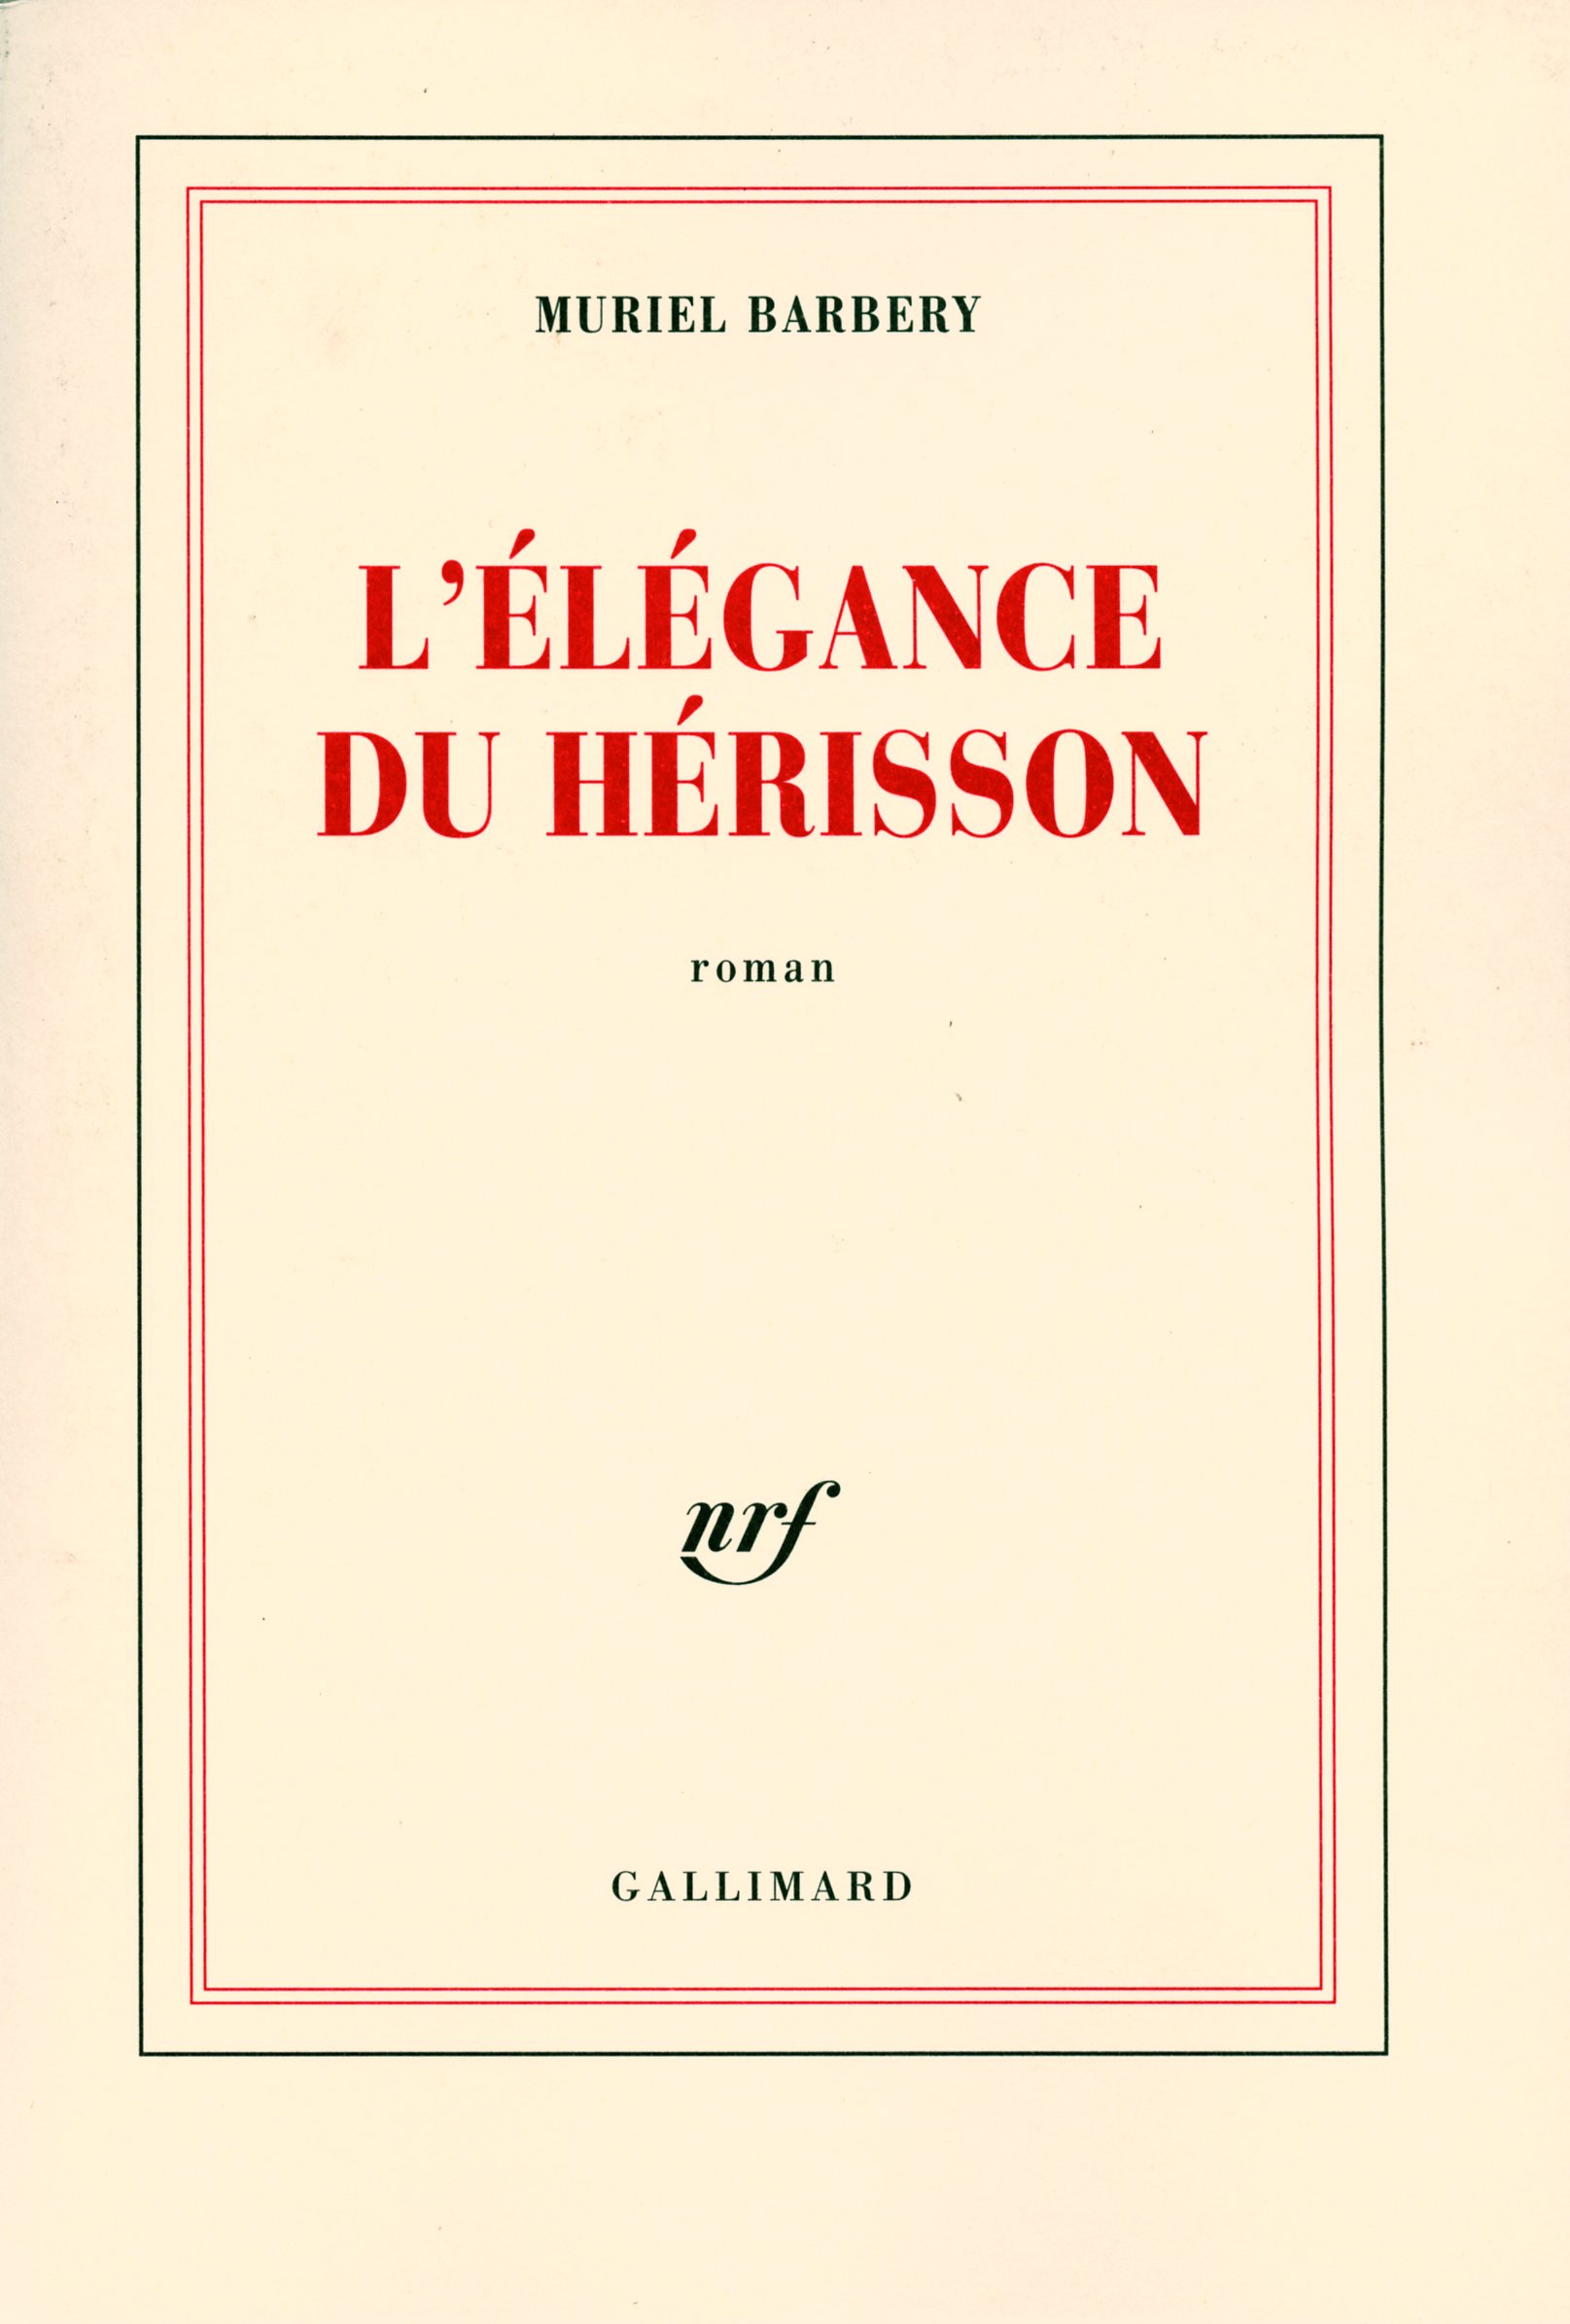 MURIEL BARBERY
L’ÉLÉGANCE
DU HÉRISSON
roman
nrf
GALLIMARD